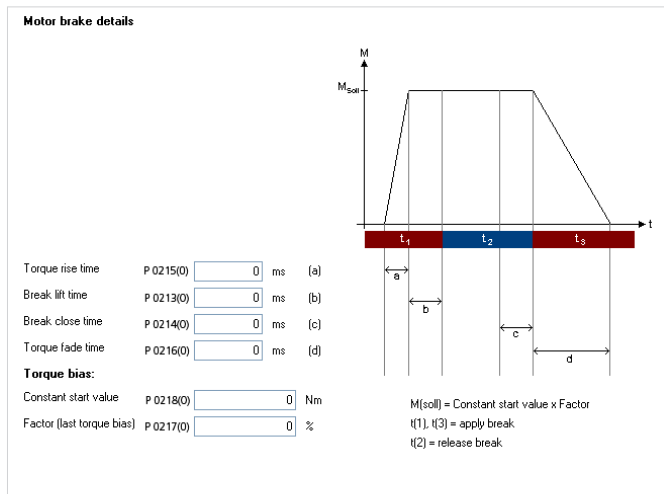 Motor brake details
M
M Soll
t
t1 t2 t3
a
b
c
d
Torque rise time P 0215(0) 0 ms (a)
Break lift time P 0213(0) 0 ms (b)
Break close time P 0214(0) 0 ms (c)
Torque fade time P 0216(0) 0 ms (d)
Torque bias:
Constant start value P 0218(0) 0 Nm
Factor (last torque bias) P 0217(0) 0 %
M(soll) = Constant start value x Factor
t(1), t(3) = apply break
t(2) = release break